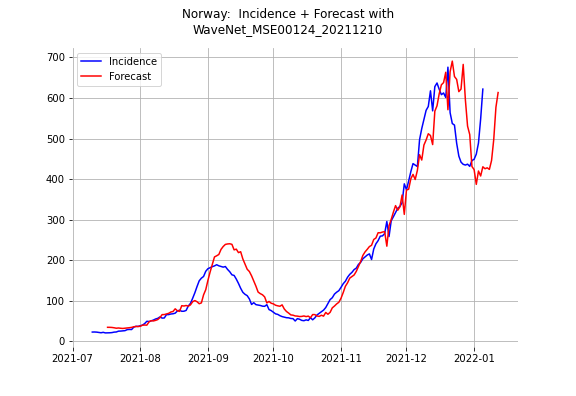 Norway:  Incidence + Forecast with
WaveNet_MSE00124_20211210
Incidence
Forecast
700
600
500
400
300
200
100
0
2021-07 2021-08 2021-09 2021-10 2021-11 2021-12 2022-01